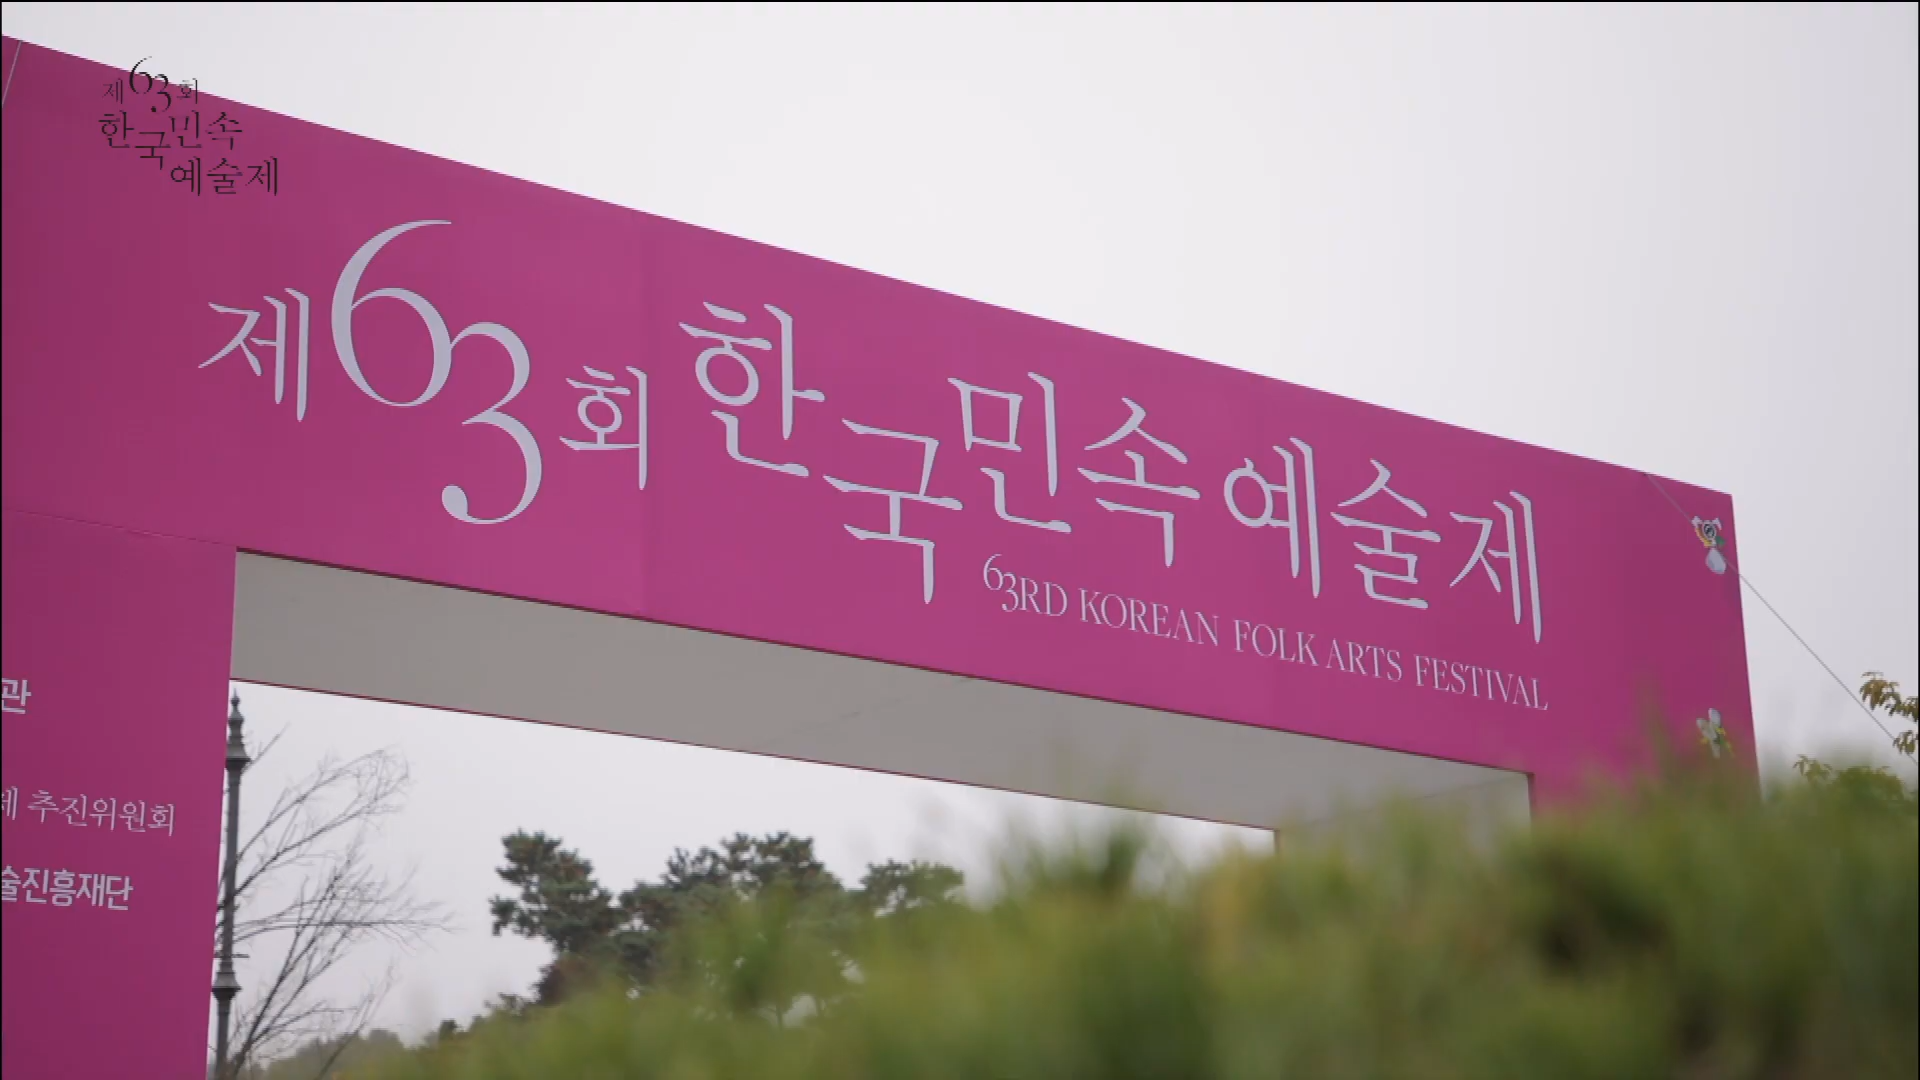 제63회
한국민속
예술제
제63회 한국민속예술제
63RD KOREAN FOLK ARTS FESTIVAL
관
제 추진위원회
술진흥재단